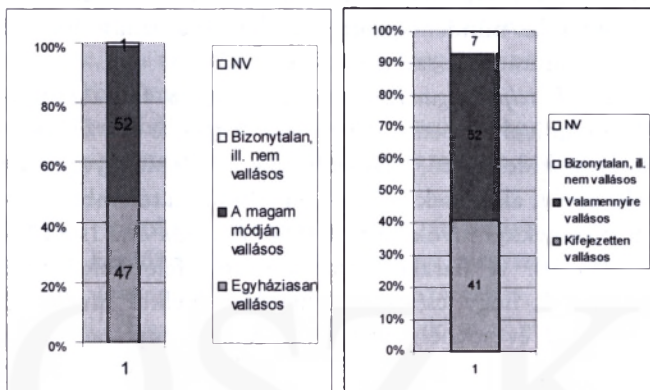 100%
80%
60%
40%
20%
0%
1
52
47
1
NV
Bizonytalan,
ill. nem
vallásos
A magam
módján
vallásos
Egyháziasan
vallásos
100%
90%
80%
70%
60%
50%
40%
30%
20%
10%
0%
7
52
41
1
NV
Bizonytalan, ill.
nem vallásos
Valamennyire
vallásos
Kifejezetten
vallásos
OSZK